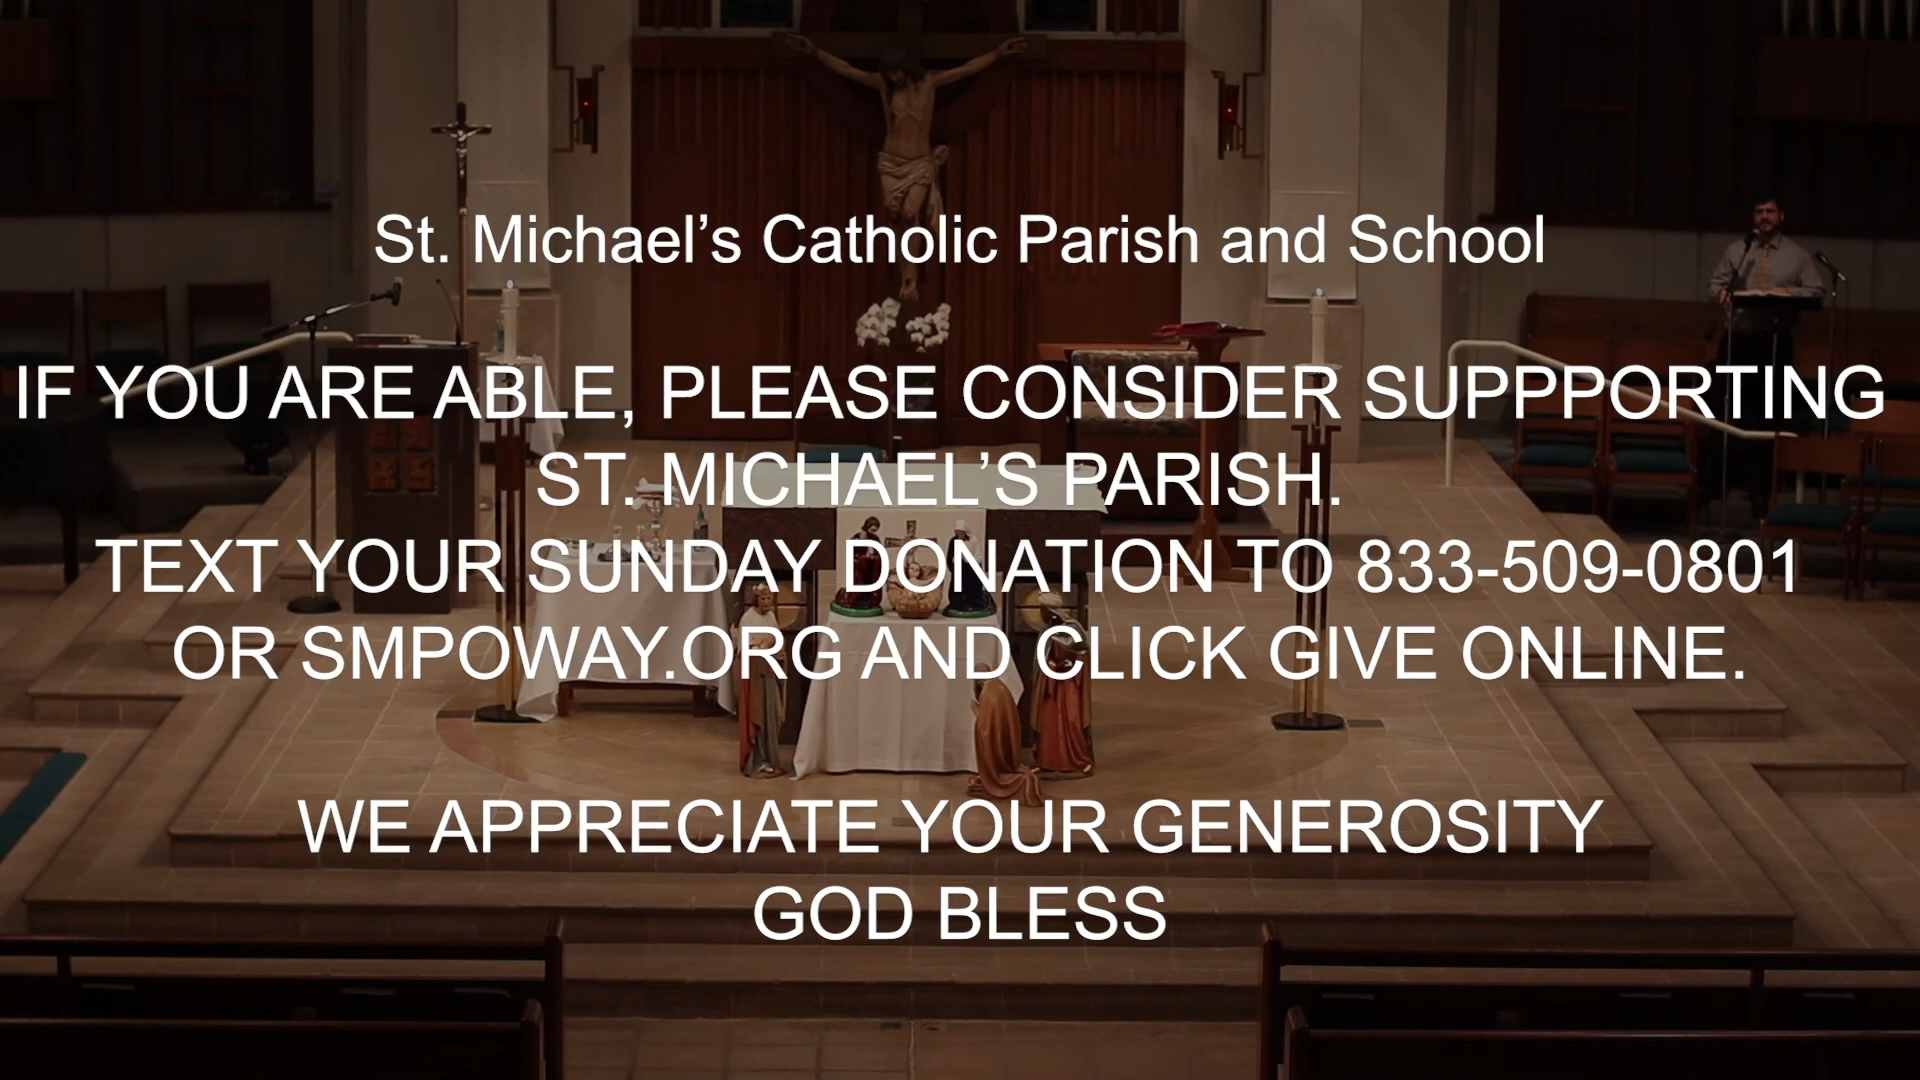 St. Michael’s Catholic Parish and School
IF YOU ARE ABLE, PLEASE CONSIDER SUPPPORTING
ST. MICHAEL’S PARISH.
TEXT YOUR SUNDAY DONATION TO 833-509-0801
OR SMPOWAY.ORG AND CLICK GIVE ONLINE.
WE APPRECIATE YOUR GENEROSITY
GOD BLESS